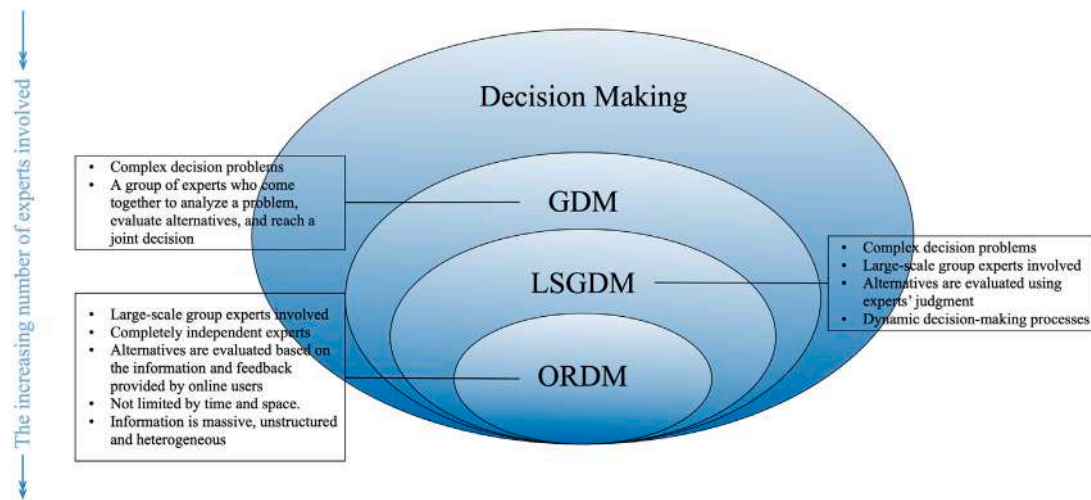 The increasing number of experts involved
Decision Making
• Complex decision problems
• A group of experts who come
together to analyze a problem,
evaluate alternatives, and reach a
joint decision
GDM
• Complex decision problems
• Large-scale group experts involved
• Alternatives are evaluated using
experts' judgment
• Dynamic decision-making processes
LSGDM
• Large-scale group experts involved
• Completely independent experts
• Alternatives are evaluated based on
the information and feedback
provided by online users
• Not limited by time and space.
• Information is massive, unstructured
and heterogeneous
ORDM